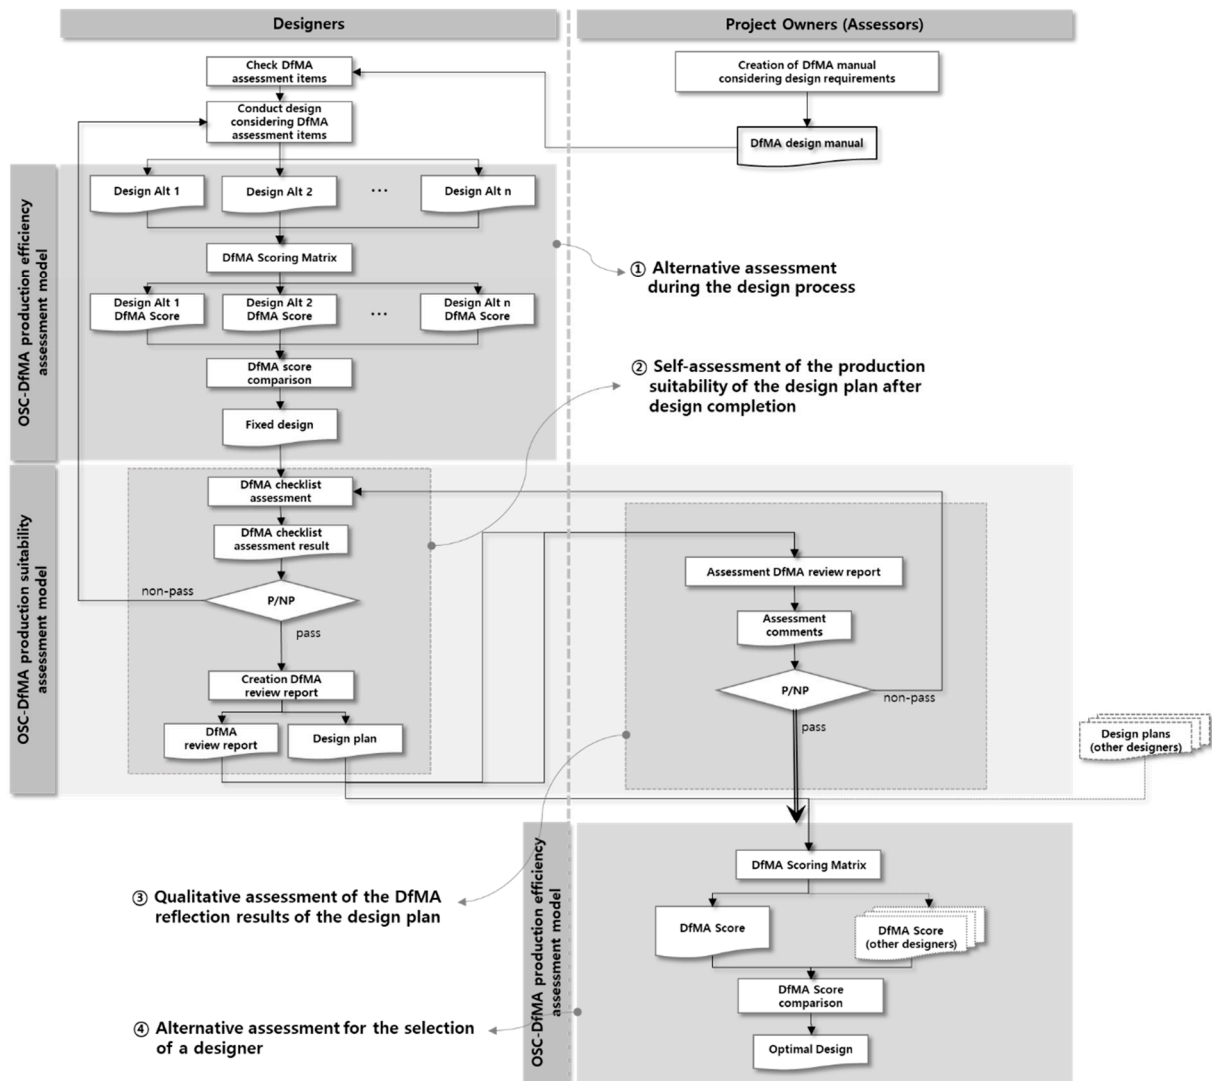 Designers
Project Owners (Assessors)
Check DfMA
assessment items
Creation of DfMA manual
considering design requirements
Conduct design
considering DfMA
assessment items
DfMA design manual
OSC-DfMA production efficiency
assessment model
Design Alt 1
Design Alt 2
...
Design Alt n
DfMA Scoring Matrix
① Alternative assessment
during the design process
Design Alt 1
DfMA Score
Design Alt 2
DfMA Score
...
Design Alt n
DfMA Score
DfMA score
comparison
② Self-assessment of the production
suitability of the design plan after
design completion
Fixed design
OSC-DfMA production suitability
assessment model
DfMA checklist
assessment
DfMA checklist
assessment result
non-pass
P/NP
pass
Creation DfMA
review report
DfMA
review report
Design plan
Assessment DfMA review report
Assessment
comments
P/NP
non-pass
pass
Design plans
(other designers)
OSC-DfMA production efficiency
assessment model
DfMA Scoring Matrix
③ Qualitative assessment of the DfMA
reflection results of the design plan
DfMA Score
DfMA Score
(other designers)
DfMA Score
comparison
④ Alternative assessment for the selection
of a designer
Optimal Design